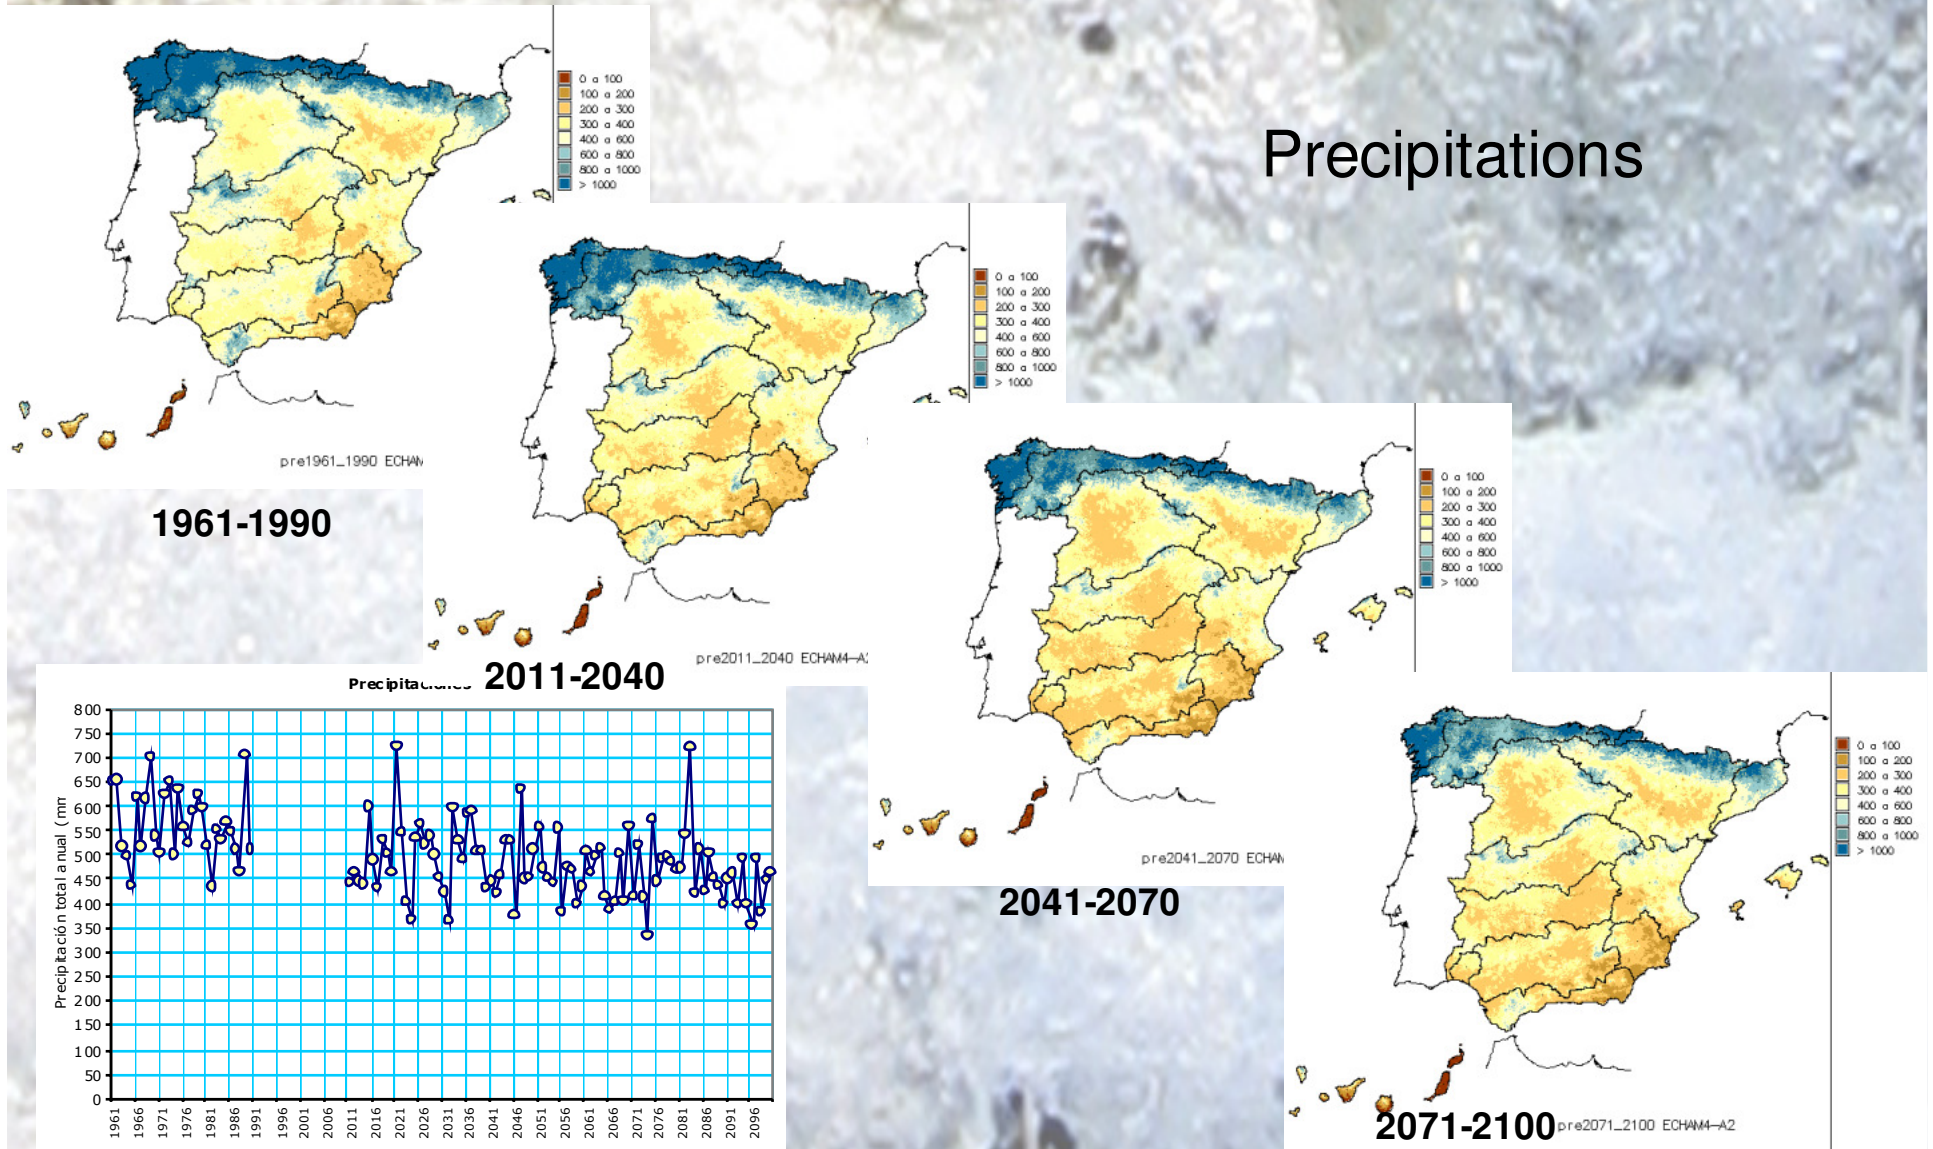 Precipitations
0 a 100
100 a 200
200 a 300
300 a 400
400 a 600
600 a 800
800 a 1000
> 1000
pre1961_1990 ECHAM
1961-1990
0 a 100
100 a 200
200 a 300
300 a 400
400 a 600
600 a 800
800 a 1000
> 1000
pre2011_2040 ECHAM4-A2
2011-2040
0 a 100
100 a 200
200 a 300
300 a 400
400 a 600
600 a 800
800 a 1000
> 1000
pre2041_2070 ECHAM
2041-2070
0 a 100
100 a 200
200 a 300
300 a 400
400 a 600
600 a 800
800 a 1000
> 1000
pre2071_2100 ECHAM4-A2
2071-2100
Precipitaciones
Precipitación total anual (mm
800
750
700
650
600
550
500
450
400
350
300
250
200
150
100
50
0
1961
1966
1971
1976
1981
1986
1991
1996
2001
2006
2011
2016
2021
2026
2031
2036
2041
2046
2051
2056
2061
2066
2071
2076
2081
2086
2091
2096